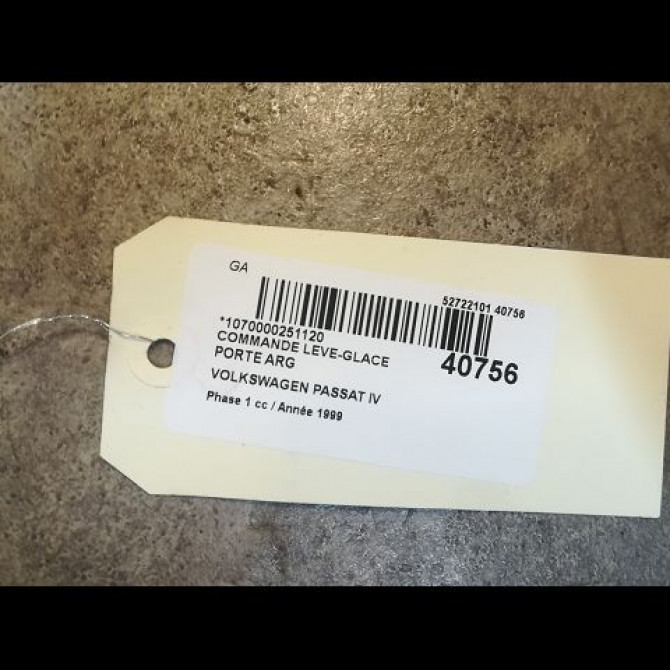 GA
52722101 40756
*1070000251120
COMMANDE LEVE-GLACE
PORTE ARG
40756
VOLKSWAGEN PASSAT IV
Phase 1 cc / Année 1999